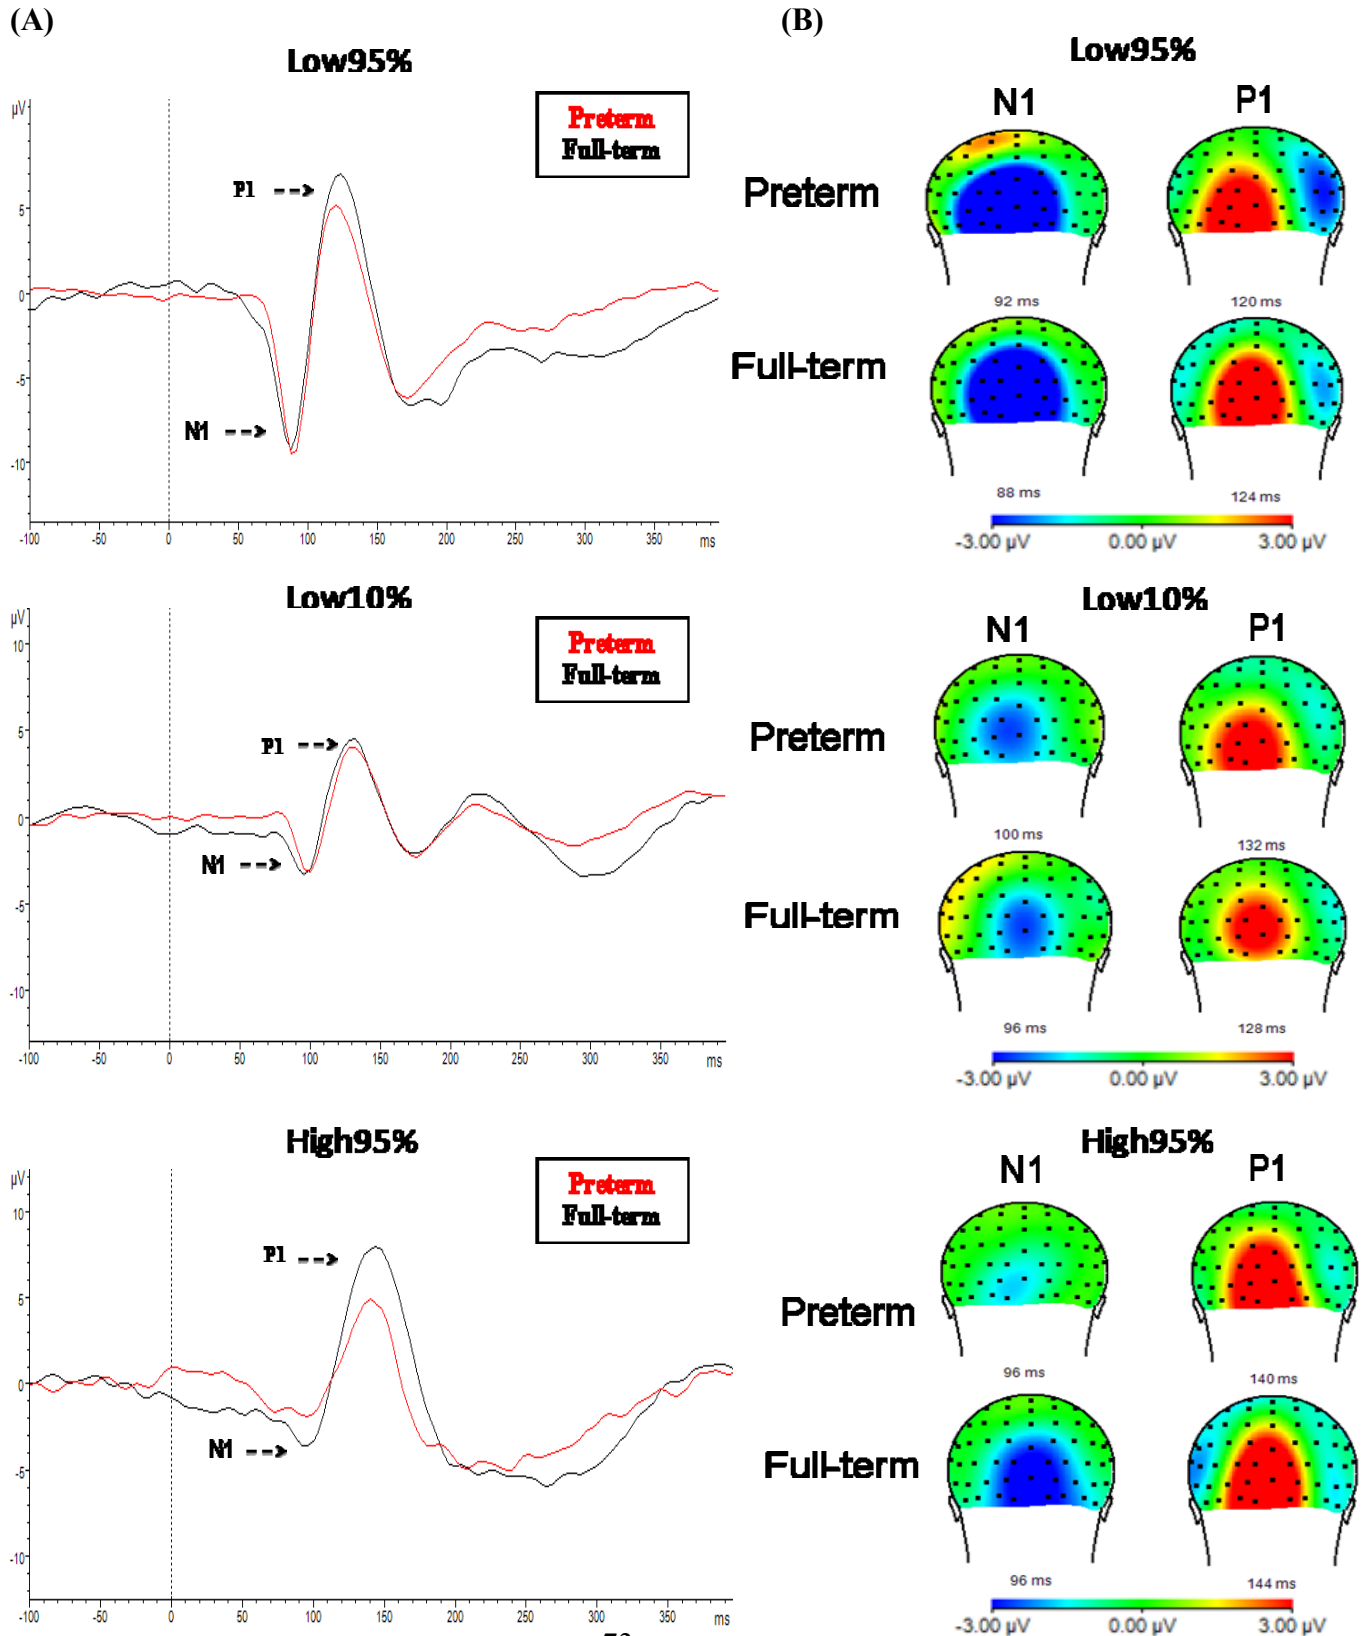 (A)
(B)
Low95%
Low95%
N1
P1
µV
5
0
-5
-10
Preterm
Full-term
P1
N1
-100
-50
0
50
100
150
200
250
300
350
ms
Preterm
92 ms
120 ms
Full-term
88 ms
124 ms
-3.00 µV
0.00 µV
3.00 µV
Low10%
Low10%
N1
P1
µV
10
5
0
-5
-10
Preterm
Full-term
P1
N1
-100
-50
0
50
100
150
200
250
300
350
ms
Preterm
100 ms
132 ms
Full-term
96 ms
128 ms
-3.00 µV
0.00 µV
3.00 µV
High95%
High95%
N1
P1
µV
10
5
0
-5
-10
Preterm
Full-term
P1
N1
-100
-50
0
50
100
150
200
250
300
350
ms
Preterm
96 ms
140 ms
Full-term
96 ms
144 ms
-3.00 µV
0.00 µV
3.00 µV